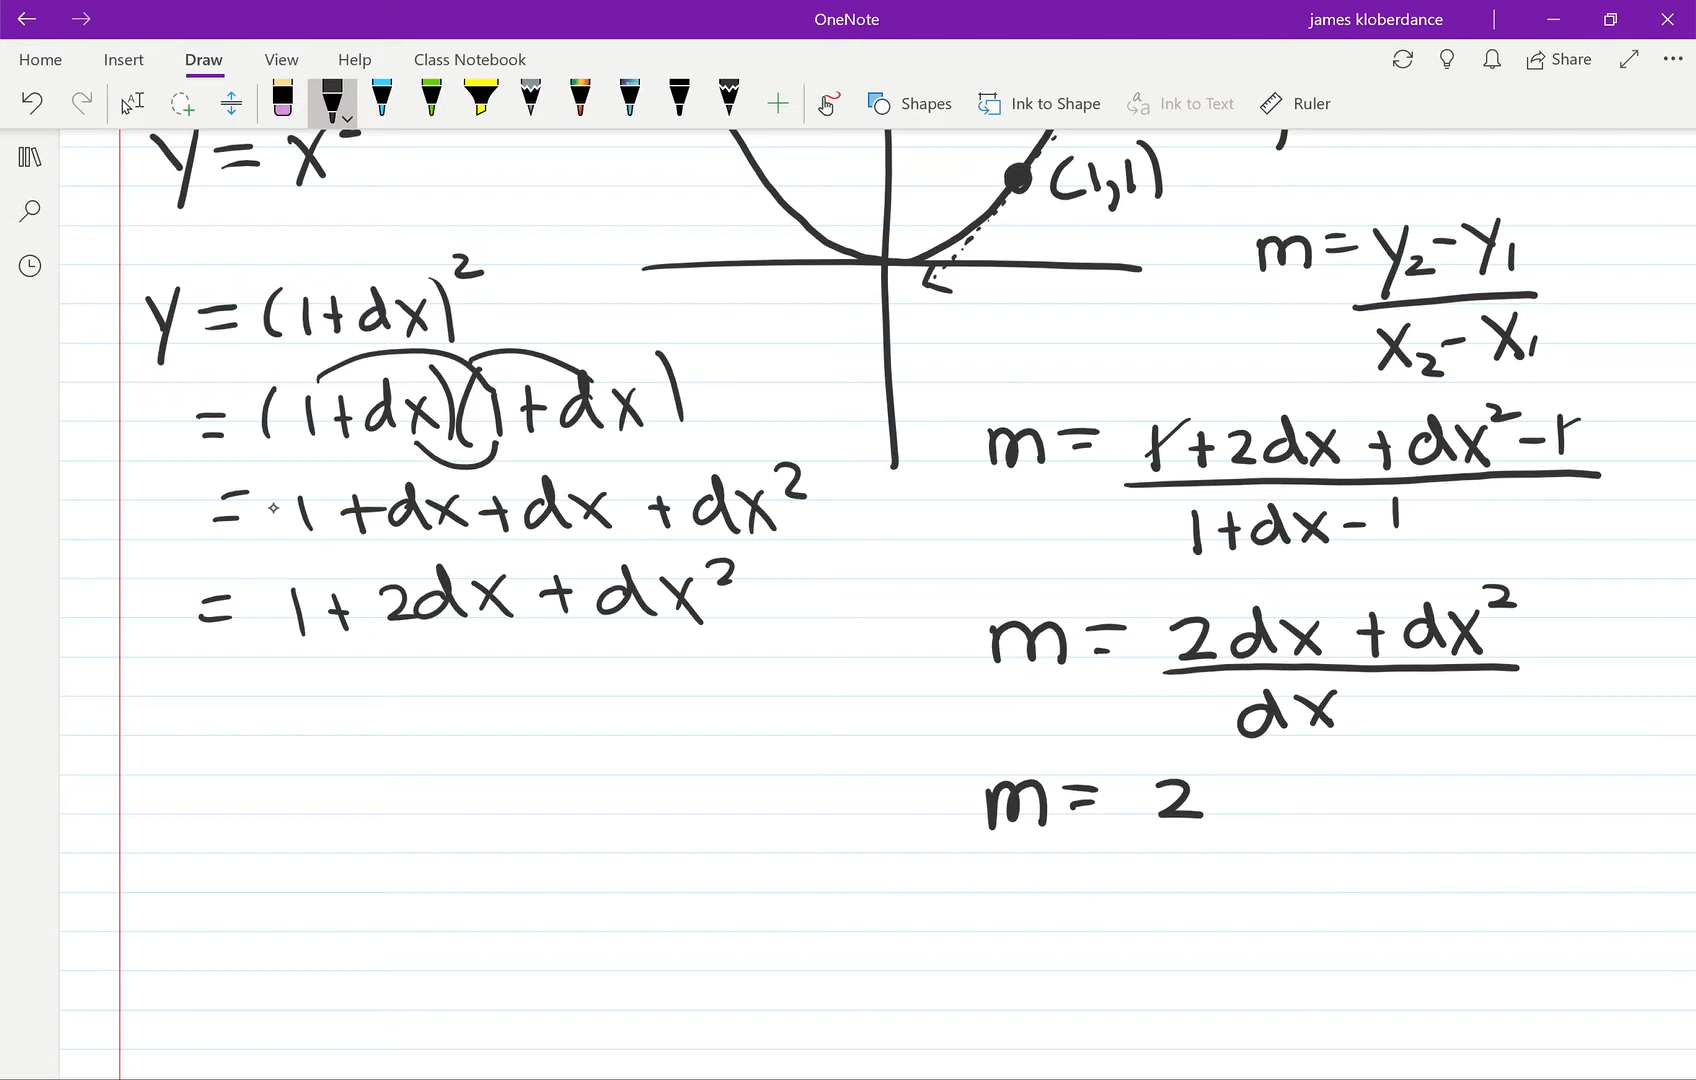 OneNote
james kloberdance
Home Insert Draw View Help Class Notebook
Share
Shapes Ink to Shape Ink to Text Ruler
y = x²
(1,1)
y = (1+dx)²
= (1+dx)(1+dx)
= 1+dx+dx + dx²
= 1+ 2dx + dx²
m = y₂ - y₁
x₂ - x₁
m = 1+2dx + dx² - 1
1+dx - 1
m = 2dx + dx²
dx
m = 2